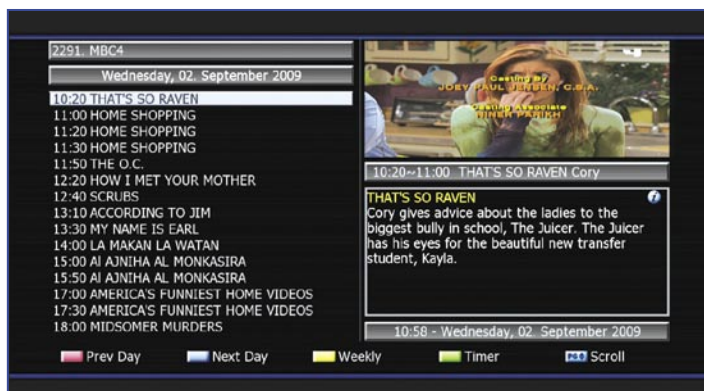 2291. MBC4
Wednesday, 02. September 2009
10:20 THAT'S SO RAVEN
11:00 HOME SHOPPING
11:20 HOME SHOPPING
11:30 HOME SHOPPING
11:50 THE O.C.
12:20 HOW I MET YOUR MOTHER
12:40 SCRUBS
13:10 ACCORDING TO JIM
13:30 MY NAME IS EARL
14:00 LA MAKAN LA WATAN
15:00 Al AJNIHA AL MONKASIRA
15:50 Al AJNIHA AL MONKASIRA
17:00 AMERICA'S FUNNIEST HOME VIDEOS
17:30 AMERICA'S FUNNIEST HOME VIDEOS
18:00 MIDSOMER MURDERS
Casting By
JOEY PAUL JENSEN, C.S.A.
Casting Associate
NINER PARIKH
10:20~11:00 THAT'S SO RAVEN Cory
THAT'S SO RAVEN
Cory gives advice about the ladies to the
biggest bully in school, The Juicer. The Juicer
has his eyes for the beautiful new transfer
student, Kayla.
10:58 - Wednesday, 02. September 2009
Prev Day Next Day Weekly Timer Scroll